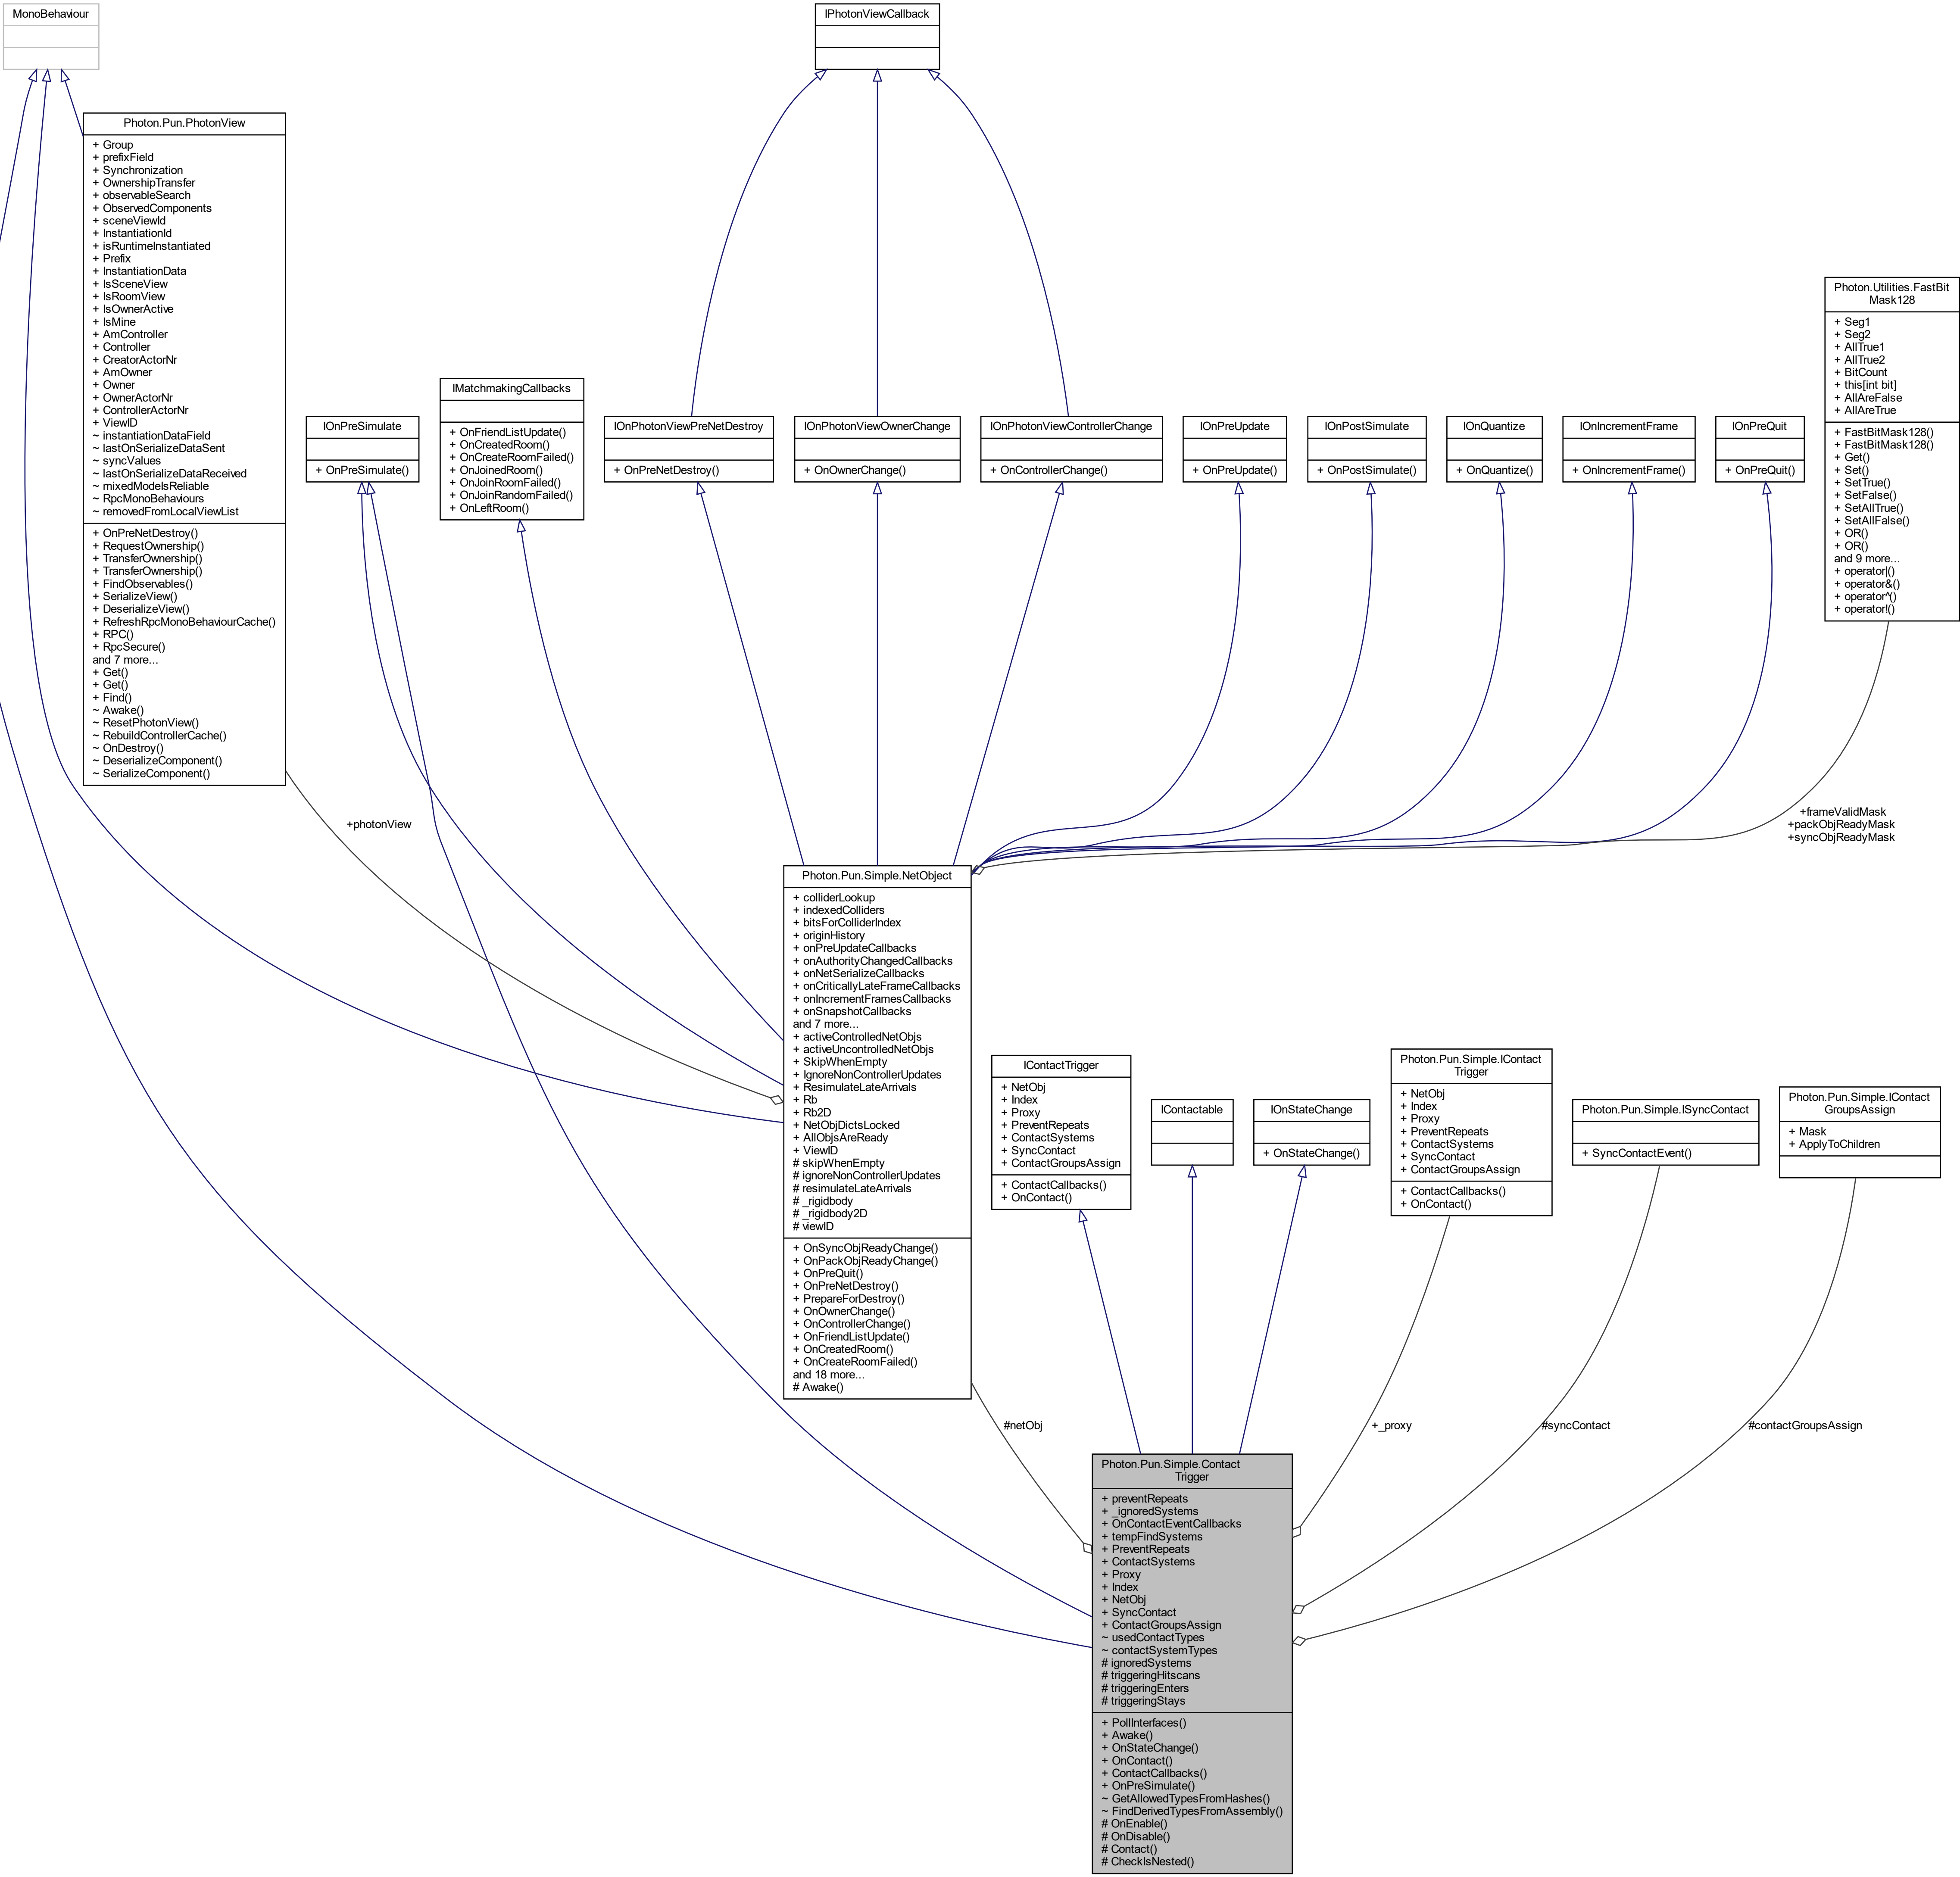 MonoBehaviour
IPhotonViewCallback
Photon.Pun.PhotonView
+ Group
+ prefixField
+ Synchronization
+ OwnershipTransfer
+ observableSearch
+ ObservedComponents
+ sceneViewId
+ InstantiationId
+ isRuntimeInstantiated
+ Prefix
+ InstantiationData
+ IsSceneView
+ IsRoomView
+ IsOwnerActive
+ IsMine
+ AmController
+ Controller
+ CreatorActorNr
+ AmOwner
+ Owner
+ OwnerActorNr
+ ControllerActorNr
+ ViewID
~ instantiationDataField
~ lastOnSerializeDataSent
~ syncValues
~ lastOnSerializeDataReceived
~ mixedModeIsReliable
~ RpcMonoBehaviours
~ removedFromLocalViewList
+ OnPreNetDestroy()
+ RequestOwnership()
+ TransferOwnership()
+ TransferOwnership()
+ FindObservables()
+ SerializeView()
+ DeserializeView()
+ RefreshRpcMonoBehaviourCache()
+ RPC()
+ RpcSecure()
and 7 more...
+ Get()
+ Get()
+ Find()
~ Awake()
~ ResetPhotonView()
~ RebuildControllerCache()
~ OnDestroy()
~ DeserializeComponent()
~ SerializeComponent()
IOnPreSimulate
+ OnPreSimulate()
IMatchmakingCallbacks
+ OnFriendListUpdate()
+ OnCreatedRoom()
+ OnCreateRoomFailed()
+ OnJoinedRoom()
+ OnJoinRoomFailed()
+ OnJoinRandomFailed()
+ OnLeftRoom()
IOnPhotonViewPreNetDestroy
+ OnPreNetDestroy()
IOnPhotonViewOwnerChange
+ OnOwnerChange()
IOnPhotonViewControllerChange
+ OnControllerChange()
IOnPreUpdate
+ OnPreUpdate()
IOnPostSimulate
+ OnPostSimulate()
IOnQuantize
+ OnQuantize()
IOnIncrementFrame
+ OnIncrementFrame()
IOnPreQuit
+ OnPreQuit()
Photon.Utilities.FastBit
Mask128
+ Seg1
+ Seg2
+ AllTrue1
+ AllTrue2
+ BitCount
+ this[int bit]
+ AllAreFalse
+ AllAreTrue
+ FastBitMask128()
+ FastBitMask128()
+ Get()
+ Set()
+ SetTrue()
+ SetFalse()
+ SetAllTrue()
+ SetAllFalse()
+ OR()
+ OR()
and 9 more...
+ operator|()
+ operator&()
+ operator^()
+ operator!()
+photonView
+frameValidMask
+packObjReadyMask
+syncObjReadyMask
Photon.Pun.Simple.NetObject
+ colliderLookup
+ indexedColliders
+ bitsForColliderIndex
+ originHistory
+ onPreUpdateCallbacks
+ onAuthorityChangedCallbacks
+ onNetSerializeCallbacks
+ onCriticallyLateFrameCallbacks
+ onIncrementFramesCallbacks
+ onSnapshotCallbacks
and 7 more...
+ activeControlledNetObjs
+ activeUncontrolledNetObjs
+ SkipWhenEmpty
+ IgnoreNonControllerUpdates
+ ResimulateLateArrivals
+ Rb
+ Rb2D
+ NetObjDictsLocked
+ AllObjsAreReady
+ ViewID
# skipWhenEmpty
# ignoreNonControllerUpdates
# resimulateLateArrivals
# _rigidbody
# _rigidbody2D
# viewID
+ OnSyncObjReadyChange()
+ OnPackObjReadyChange()
+ OnPreQuit()
+ OnPreNetDestroy()
+ PrepareForDestroy()
+ OnOwnerChange()
+ OnControllerChange()
+ OnFriendListUpdate()
+ OnCreatedRoom()
+ OnCreateRoomFailed()
and 18 more...
# Awake()
IContactTrigger
+ NetObj
+ Index
+ Proxy
+ PreventRepeats
+ ContactSystems
+ SyncContact
+ ContactGroupsAssign
+ ContactCallbacks()
+ OnContact()
IContactable
IOnStateChange
+ OnStateChange()
Photon.Pun.Simple.IContact
Trigger
+ NetObj
+ Index
+ Proxy
+ PreventRepeats
+ ContactSystems
+ SyncContact
+ ContactGroupsAssign
+ ContactCallbacks()
+ OnContact()
Photon.Pun.Simple.ISyncContact
+ SyncContactEvent()
Photon.Pun.Simple.IContact
GroupsAssign
+ Mask
+ ApplyToChildren
#netObj
+_proxy
#syncContact
#contactGroupsAssign
Photon.Pun.Simple.Contact
Trigger
+ preventRepeats
+ _ignoredSystems
+ OnContactEventCallbacks
+ tempFindSystems
+ PreventRepeats
+ ContactSystems
+ Proxy
+ Index
+ NetObj
+ SyncContact
+ ContactGroupsAssign
~ usedContactTypes
~ contactSystemTypes
# ignoredSystems
# triggeringHitscans
# triggeringEnters
# triggeringStays
+ PollInterfaces()
+ Awake()
+ OnStateChange()
+ OnContact()
+ ContactCallbacks()
+ OnPreSimulate()
~ GetAllowedTypesFromHashes()
~ FindDerivedTypesFromAssembly()
# OnEnable()
# OnDisable()
# Contact()
# CheckIsNested()